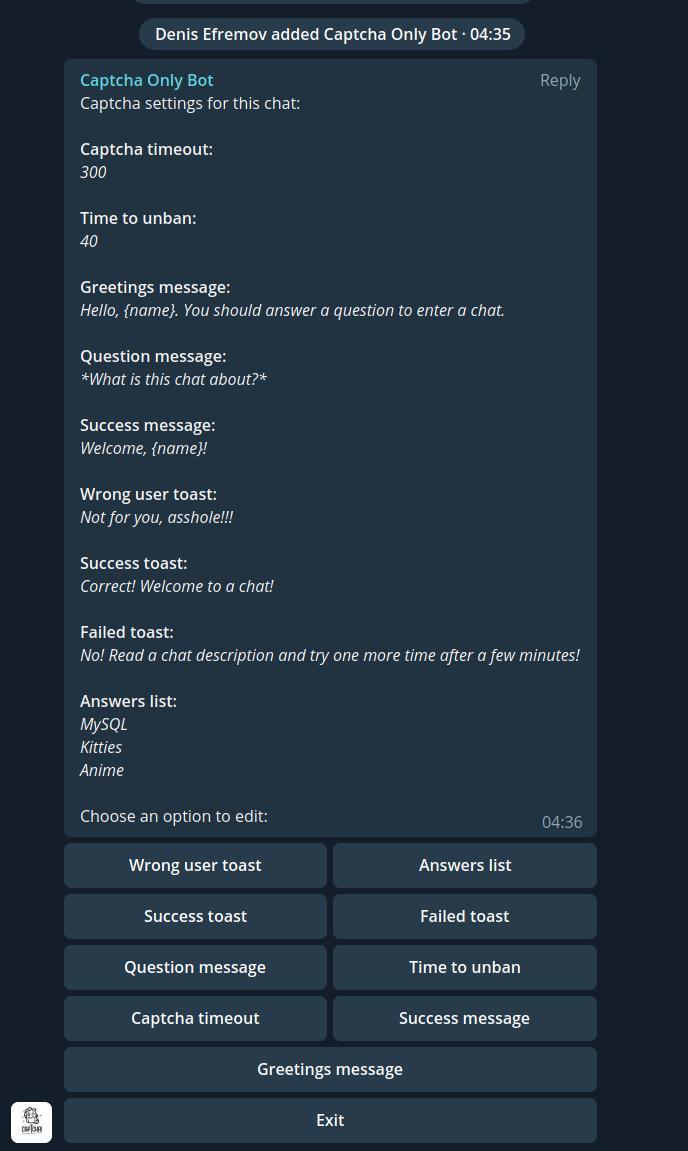 Denis Efremov added Captcha Only Bot · 04:35
Captcha Only Bot Reply
Captcha settings for this chat:
Captcha timeout:
300
Time to unban:
40
Greetings message:
Hello, {name}. You should answer a question to enter a chat.
Question message:
*What is this chat about?*
Success message:
Welcome, {name}!
Wrong user toast:
Not for you, asshole!!!
Success toast:
Correct! Welcome to a chat!
Failed toast:
No! Read a chat description and try one more time after a few minutes!
Answers list:
MySQL
Kitties
Anime
Choose an option to edit:
04:36
Wrong user toast Answers list
Success toast Failed toast
Question message Time to unban
Captcha timeout Success message
Greetings message
Exit